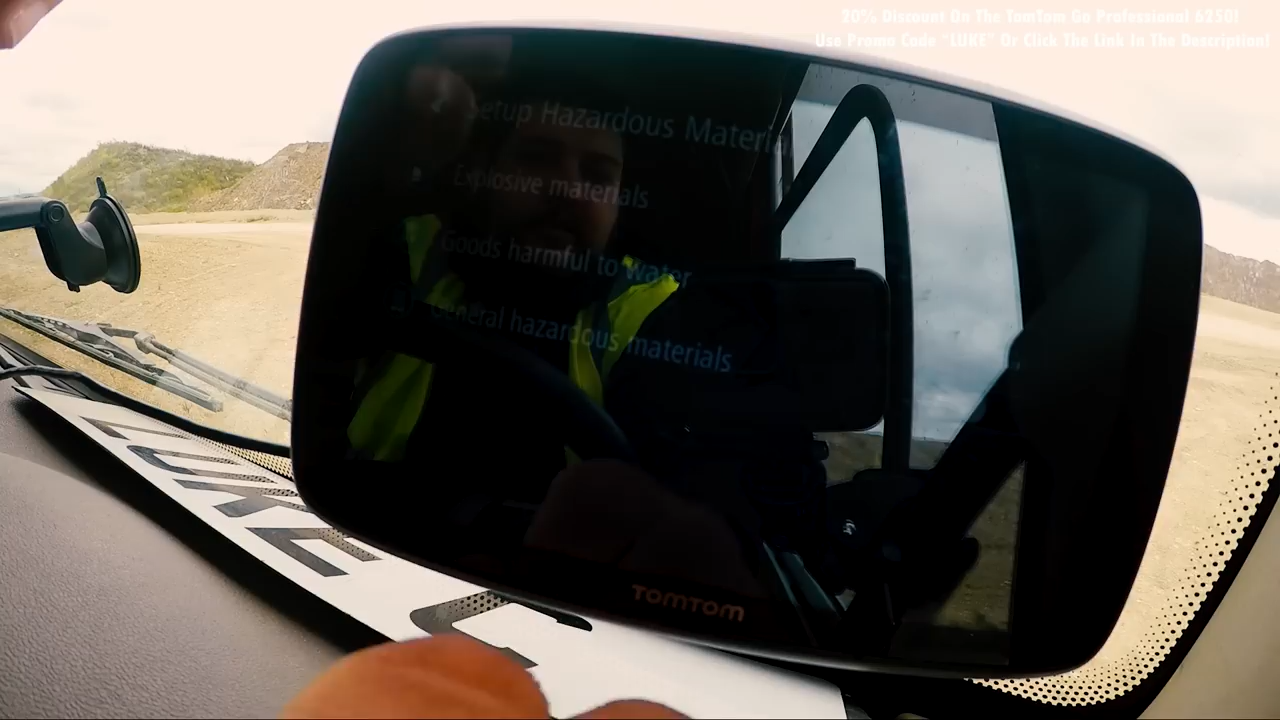 20% Discount On The TomTom Go Professional 6250!
Use Promo Code "LUKE" Or Click The Link In The Description!
Setup Hazardous Materia
Explosive materials
Goods harmful to water
General hazardous materials
TOMTOM
LUKE C